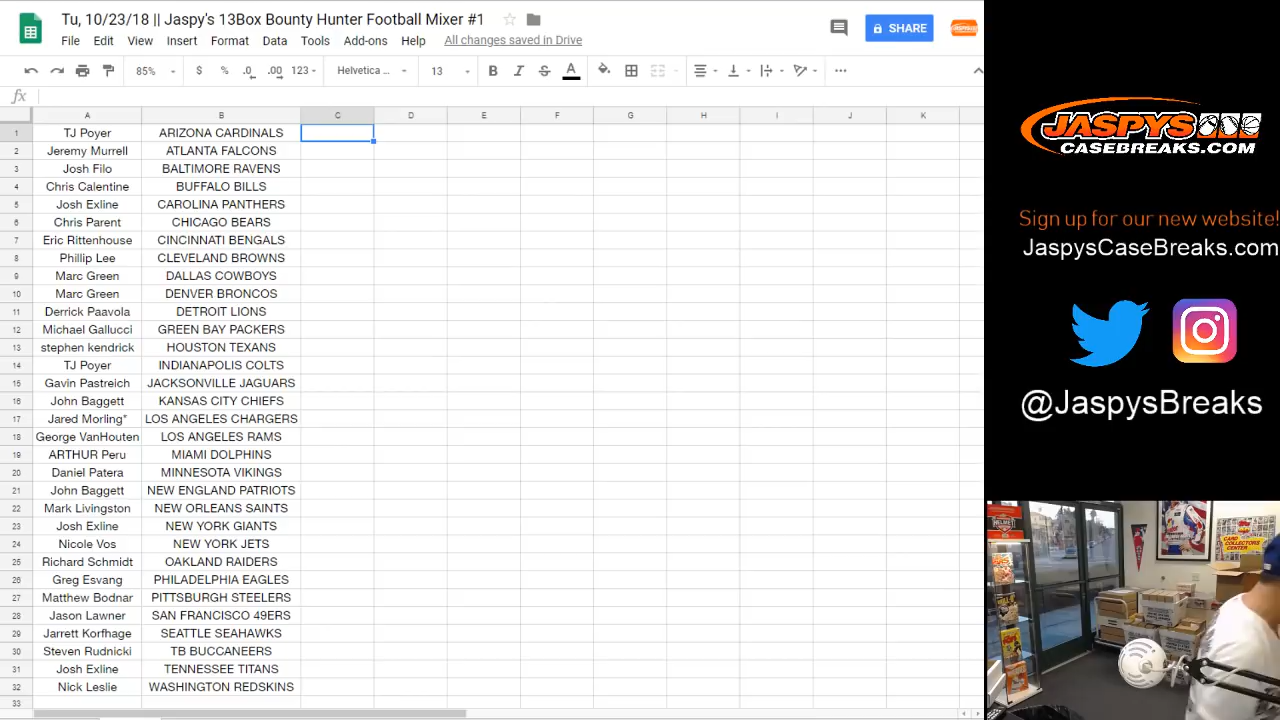 Tu, 10/23/18 || Jaspy's 13Box Bounty Hunter Football Mixer #1
File Edit View Insert Format Data Tools Add-ons Help All changes saved in Drive
SHARE
85% $ % .0 .00 123 Helvetica ... 13 B I S A
fx
A B C D E F G H I J K
1 TJ Poyer ARIZONA CARDINALS
2 Jeremy Murrell ATLANTA FALCONS
3 Josh Filo BALTIMORE RAVENS
4 Chris Calentine BUFFALO BILLS
5 Josh Exline CAROLINA PANTHERS
6 Chris Parent CHICAGO BEARS
7 Eric Rittenhouse CINCINNATI BENGALS
8 Phillip Lee CLEVELAND BROWNS
9 Marc Green DALLAS COWBOYS
10 Marc Green DENVER BRONCOS
11 Derrick Paavola DETROIT LIONS
12 Michael Gallucci GREEN BAY PACKERS
13 stephen kendrick HOUSTON TEXANS
14 TJ Poyer INDIANAPOLIS COLTS
15 Gavin Pastreich JACKSONVILLE JAGUARS
16 John Baggett KANSAS CITY CHIEFS
17 Jared Morling* LOS ANGELES CHARGERS
18 George VanHouten LOS ANGELES RAMS
19 ARTHUR Peru MIAMI DOLPHINS
20 Daniel Patera MINNESOTA VIKINGS
21 John Baggett NEW ENGLAND PATRIOTS
22 Mark Livingston NEW ORLEANS SAINTS
23 Josh Exline NEW YORK GIANTS
24 Nicole Vos NEW YORK JETS
25 Richard Schmidt OAKLAND RAIDERS
26 Greg Esvang PHILADELPHIA EAGLES
27 Matthew Bodnar PITTSBURGH STEELERS
28 Jason Lawner SAN FRANCISCO 49ERS
29 Jarrett Korfhage SEATTLE SEAHAWKS
30 Steven Rudnicki TB BUCCANEERS
31 Josh Exline TENNESSEE TITANS
32 Nick Leslie WASHINGTON REDSKINS
33
JASPYS
CASEBREAKS.COM
Sign up for our new website!
JaspysCaseBreaks.com
@JaspysBreaks
CARD
COLLECTORS
CENTER